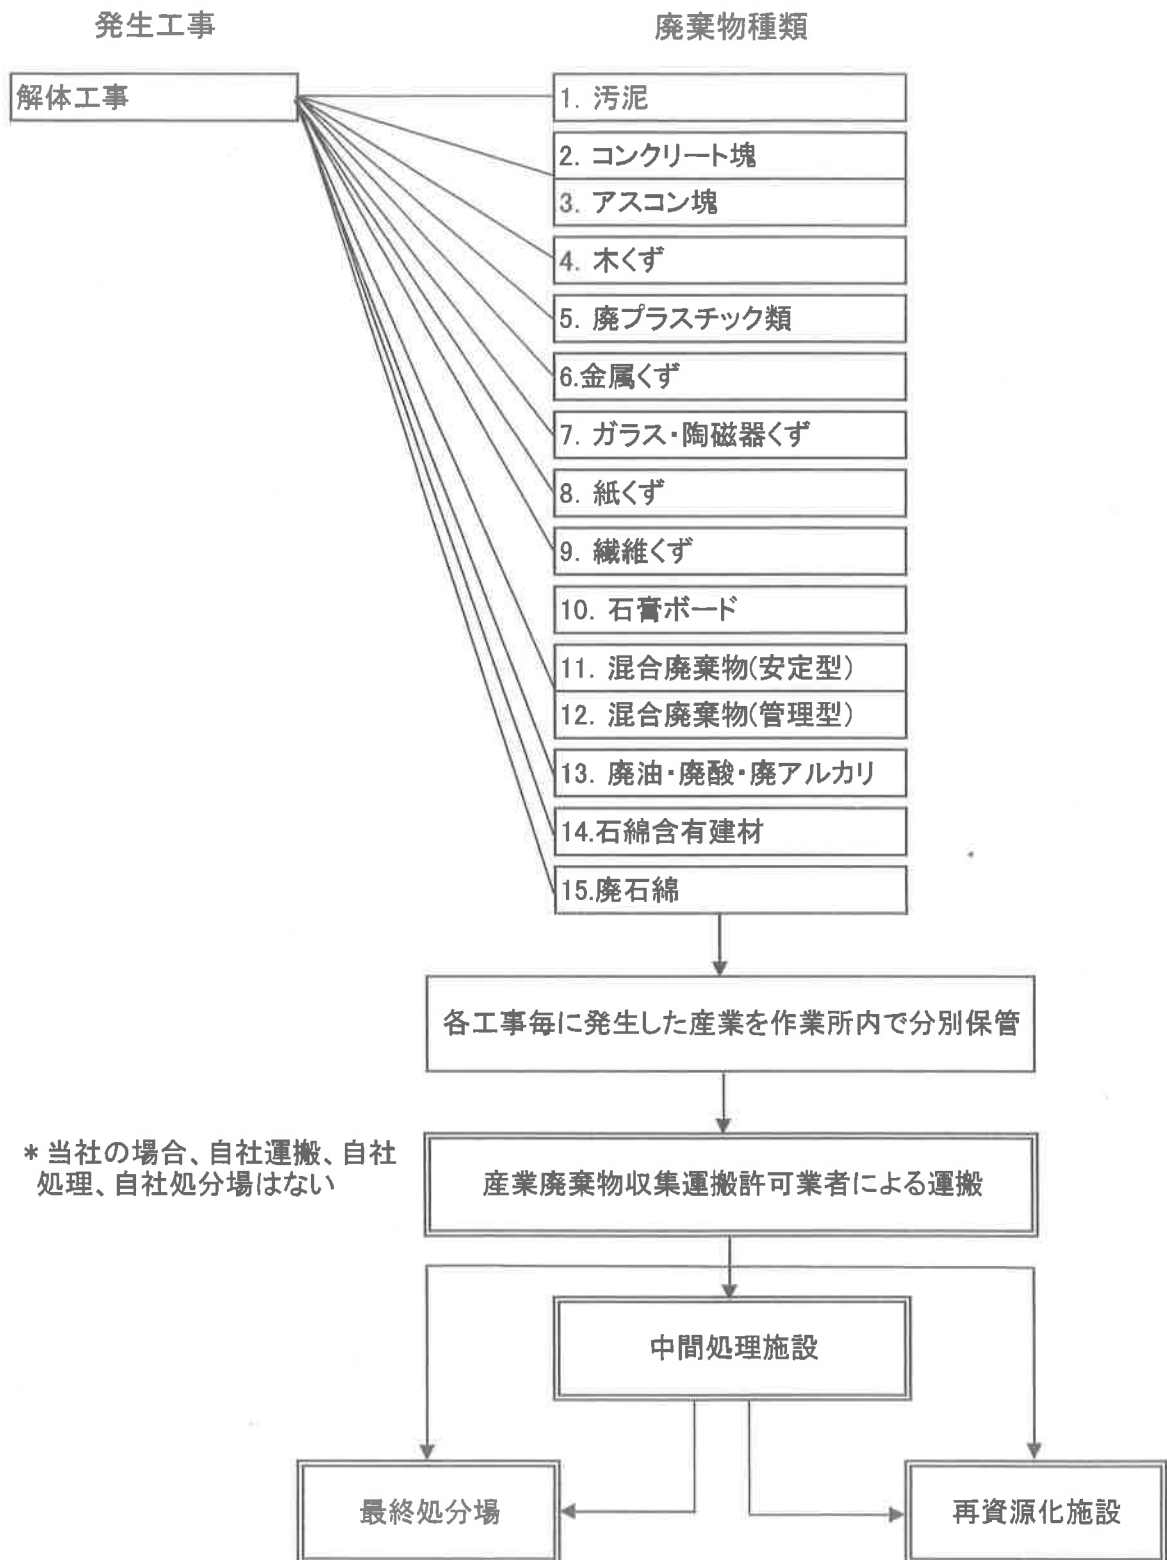 発生工事
廃棄物種類
解体工事
1. 汚泥
2. コンクリート塊
3. アスコン塊
4. 木くず
5. 廃プラスチック類
6.金属くず
7. ガラス・陶磁器くず
8. 紙くず
9. 繊維くず
10. 石膏ボード
11. 混合廃棄物(安定型)
12. 混合廃棄物(管理型)
13. 廃油・廃酸・廃アルカリ
14.石綿含有建材
15.廃石綿
各工事毎に発生した産業を作業所内で分別保管
＊当社の場合、自社運搬、自社
処理、自社処分場はない
産業廃棄物収集運搬許可業者による運搬
中間処理施設
最終処分場
再資源化施設